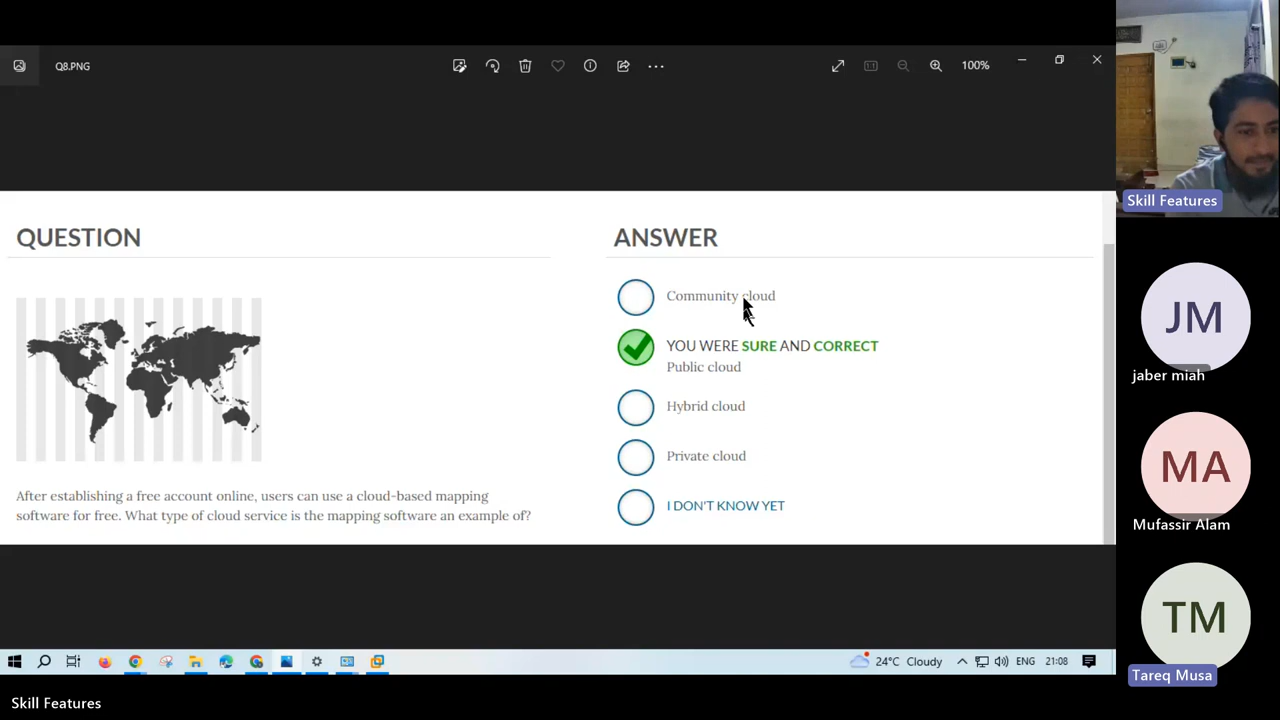 Q8.PNG
100%
QUESTION
After establishing a free account online, users can use a cloud-based mapping
software for free. What type of cloud service is the mapping software an example of?
ANSWER
Community cloud
YOU WERE SURE AND CORRECT
Public cloud
Hybrid cloud
Private cloud
I DON'T KNOW YET
Skill Features
JM
jaber miah
MA
Mufassir Alam
TM
Tareq Musa
24°C Cloudy
ENG
21:08
Skill Features